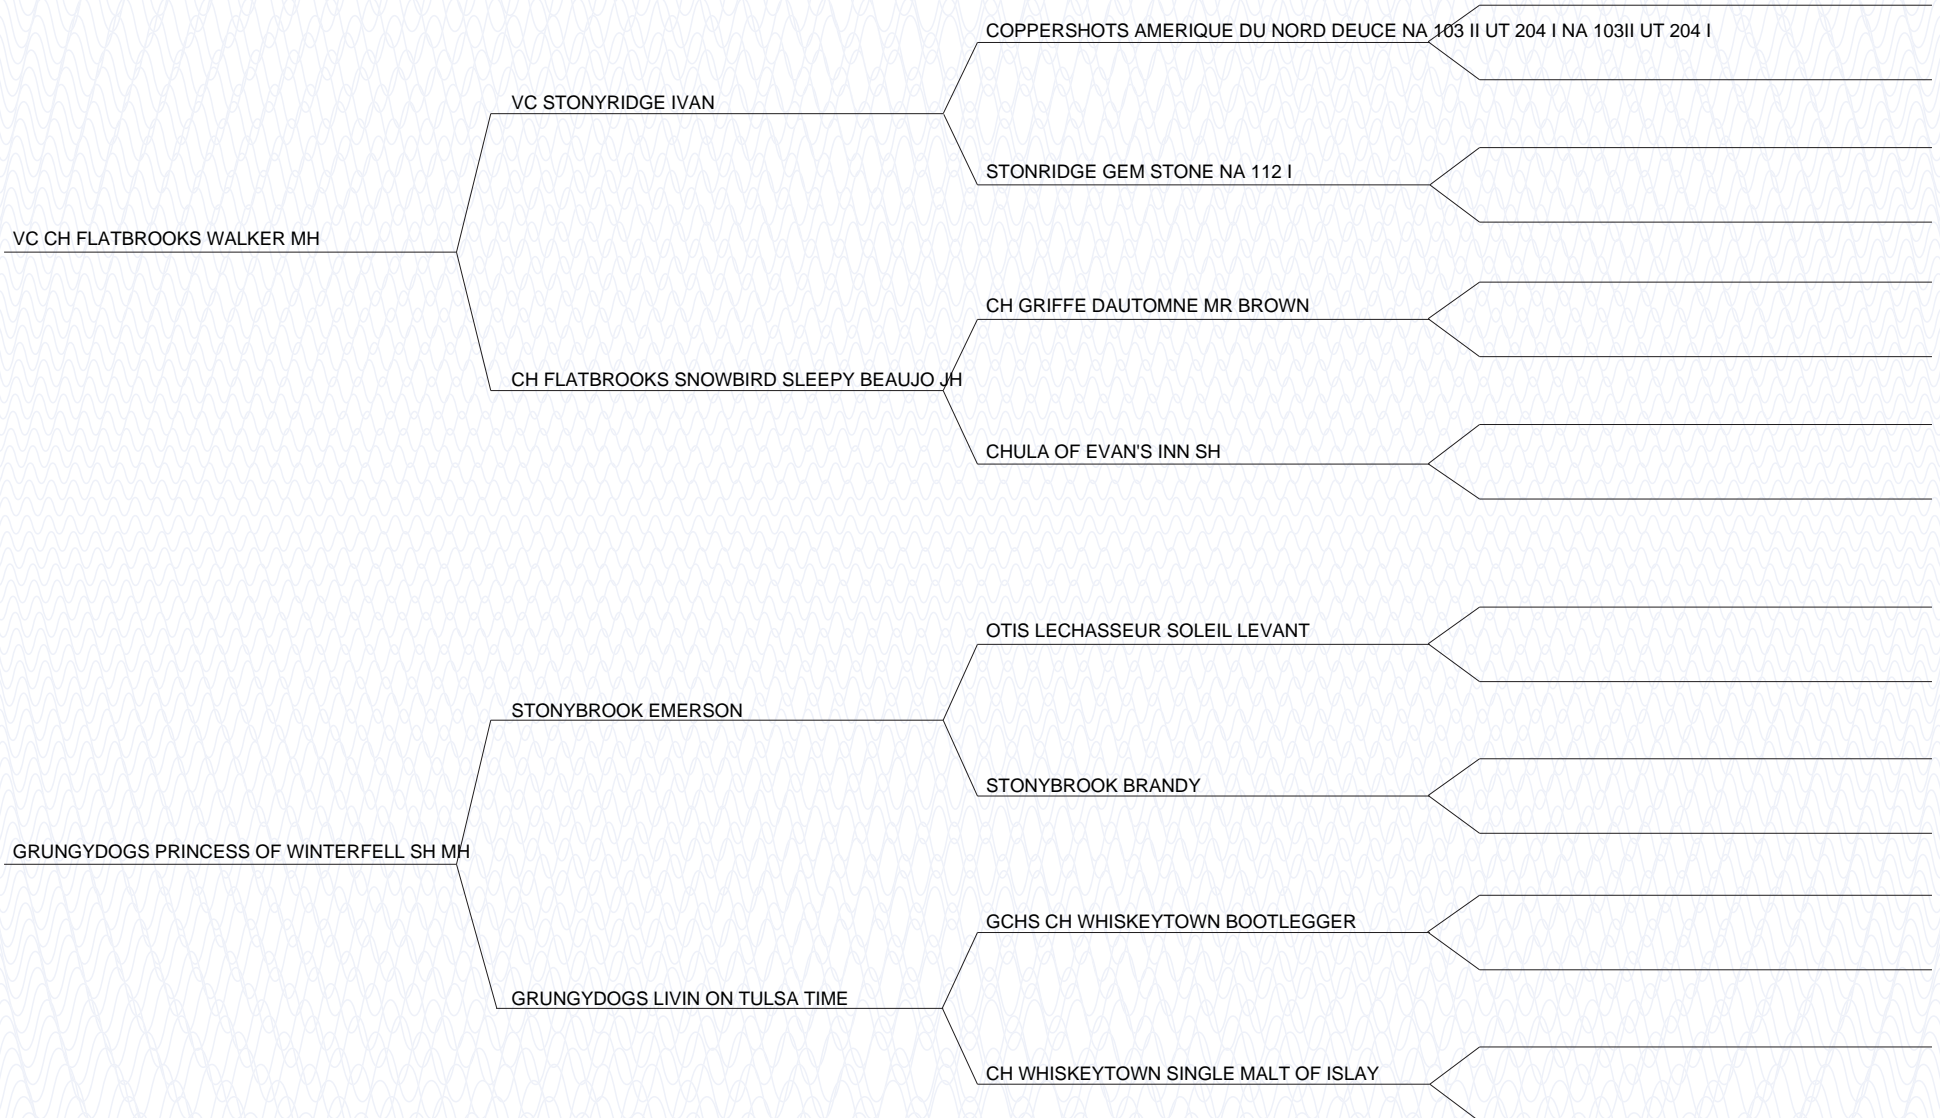 COPPERSHOTS AMERIQUE DU NORD DEUCE NA 103 II UT 204 I NA 103II UT 204 I
VC STONYRIDGE IVAN
STONRIDGE GEM STONE NA 112 I
VC CH FLATBROOKS WALKER MH
CH GRIFFE DAUTOMNE MR BROWN
CH FLATBROOKS SNOWBIRD SLEEPY BEAUJO JH
CHULA OF EVAN'S INN SH
OTIS LECHASSEUR SOLEIL LEVANT
STONYBROOK EMERSON
STONYBROOK BRANDY
GRUNGYDOGS PRINCESS OF WINTERFELL SH MH
GCHS CH WHISKEYTOWN BOOTLEGGER
GRUNGYDOGS LIVIN ON TULSA TIME
CH WHISKEYTOWN SINGLE MALT OF ISLAY